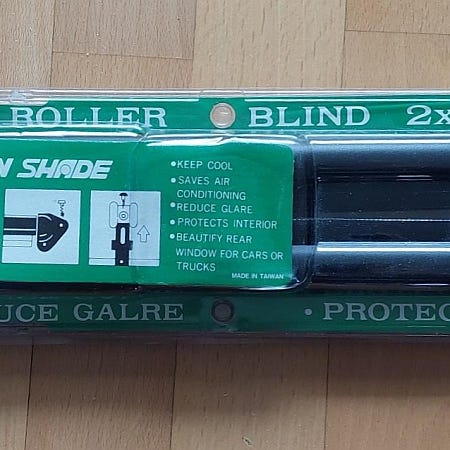 ROLLER BLIND 2x
N SHADE
•KEEP COOL
•SAVES AIR
CONDITIONING
•REDUCE GLARE
•PROTECTS INTERIOR
•BEAUTIFY REAR
WINDOW FOR CARS OR
TRUCKS
MADE IN TAIWAN
UCE GALRE • PROTEC